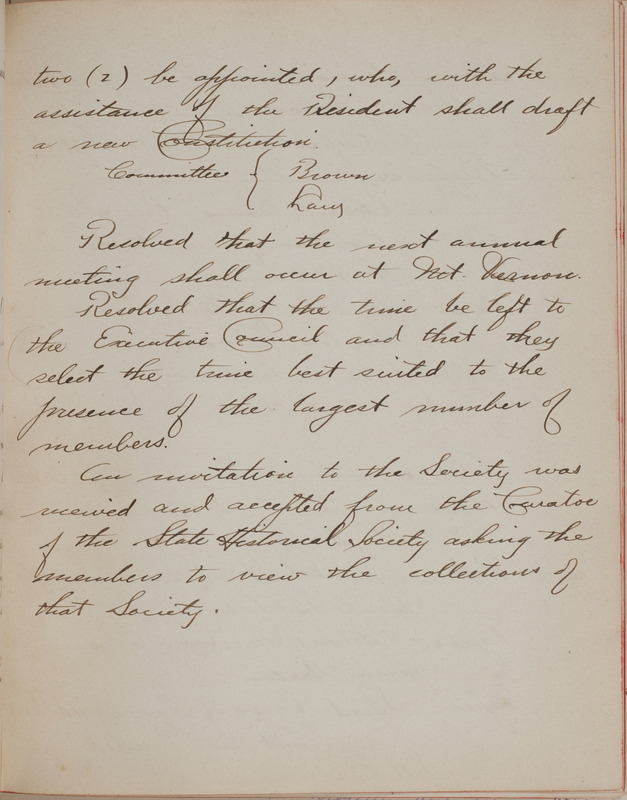 two (2) be appointed, who, with the
assistance of the President shall draft
a new Constitution.
Committee { Brown
Lacy
Resolved that the next annual
meeting shall occur at Mt. Vernon.
Resolved that the time be left to
the Executive Council and that they
select the time best suited to the
presence of the largest number of
members.
An invitation to the Society was
received and accepted from the Curator
of the State Historical Society asking the
members to view the collections of
that Society.